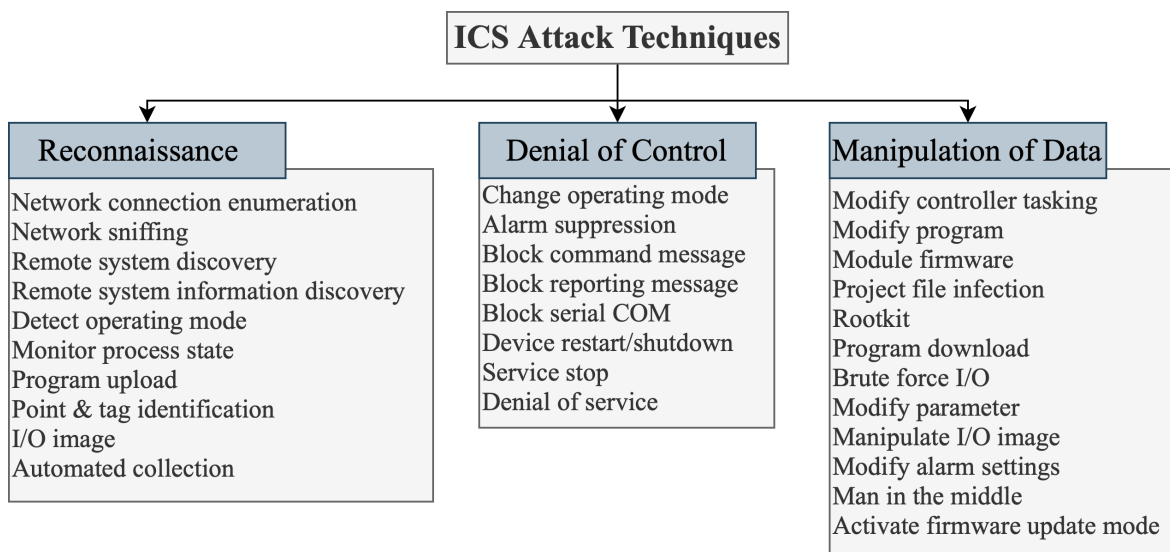 ICS Attack Techniques
Reconnaissance
Network connection enumeration
Network sniffing
Remote system discovery
Remote system information discovery
Detect operating mode
Monitor process state
Program upload
Point & tag identification
I/O image
Automated collection
Denial of Control
Change operating mode
Alarm suppression
Block command message
Block reporting message
Block serial COM
Device restart/shutdown
Service stop
Denial of service
Manipulation of Data
Modify controller tasking
Modify program
Module firmware
Project file infection
Rootkit
Program download
Brute force I/O
Modify parameter
Manipulate I/O image
Modify alarm settings
Man in the middle
Activate firmware update mode